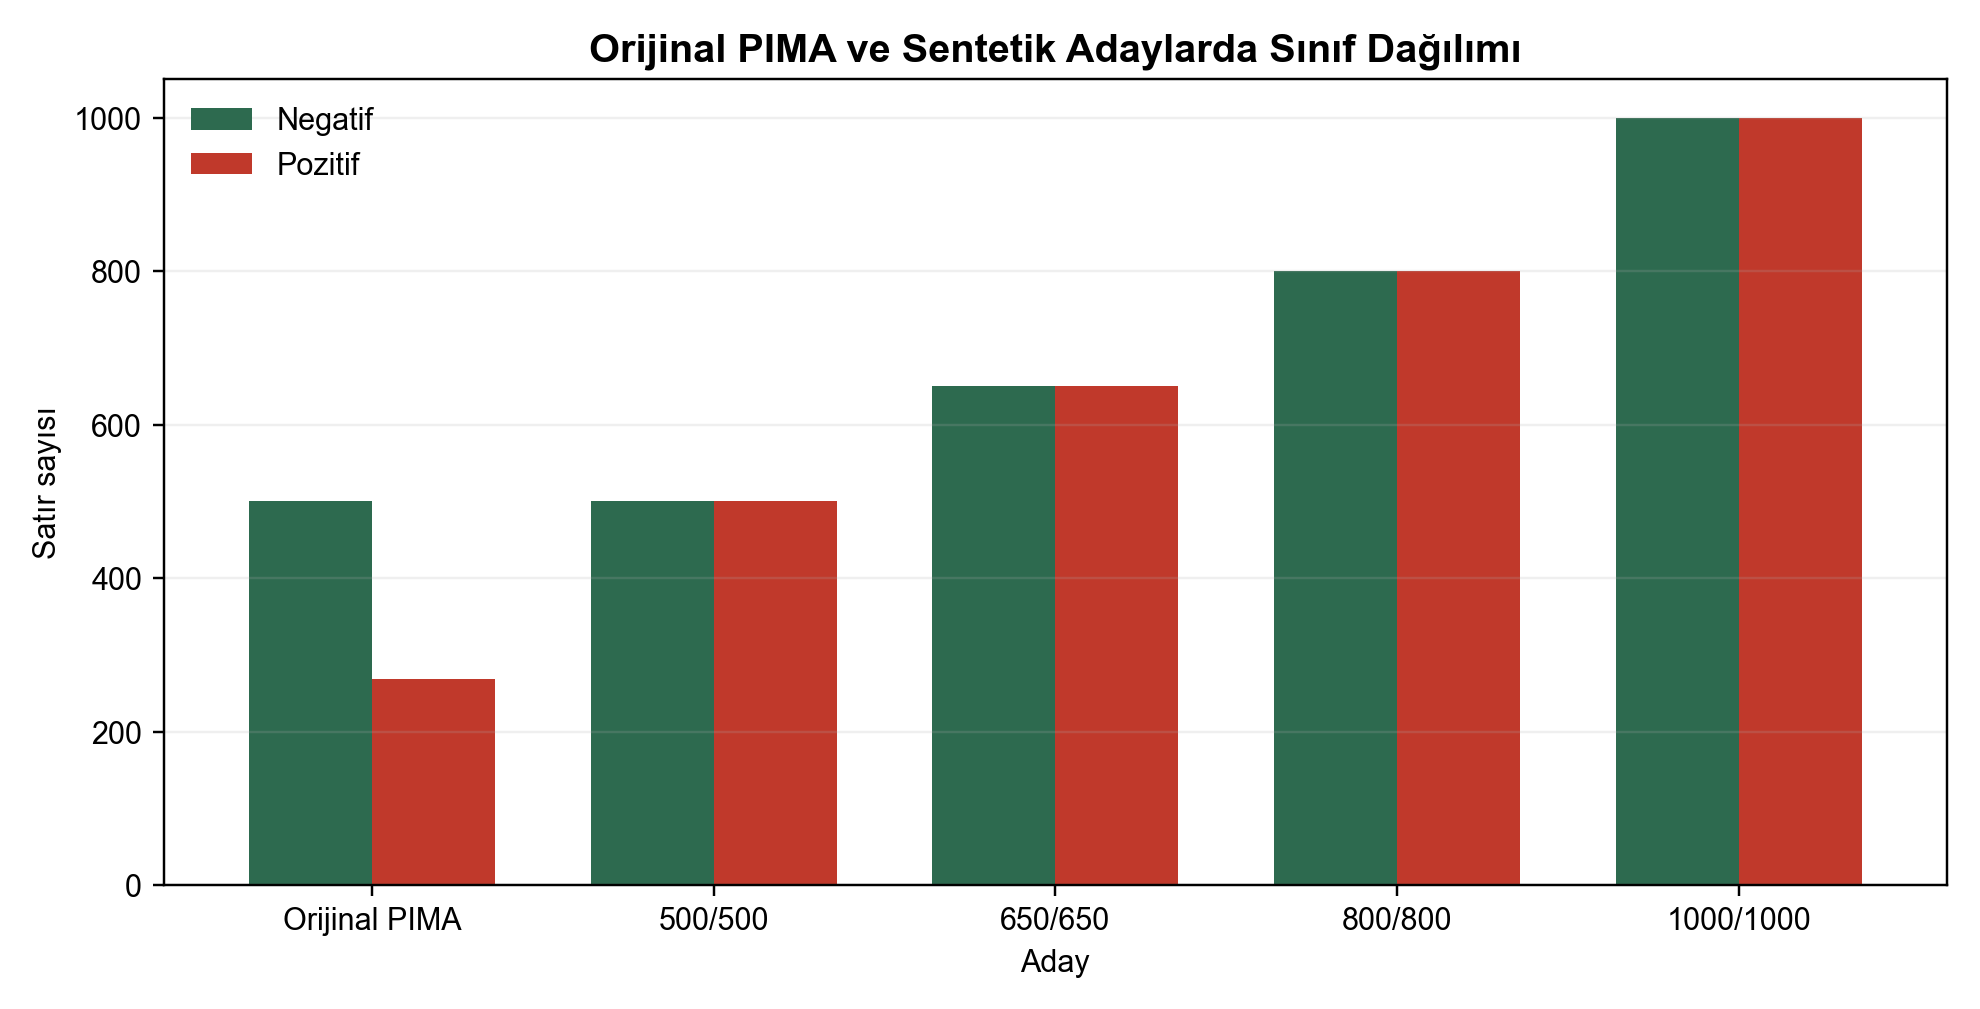 Orijinal PIMA ve Sentetik Adaylarda Sınıf Dağılımı
Negatif
Pozitif
Satır sayısı
1000
800
600
400
200
0
Orijinal PIMA 500/500 650/650 800/800 1000/1000
Aday